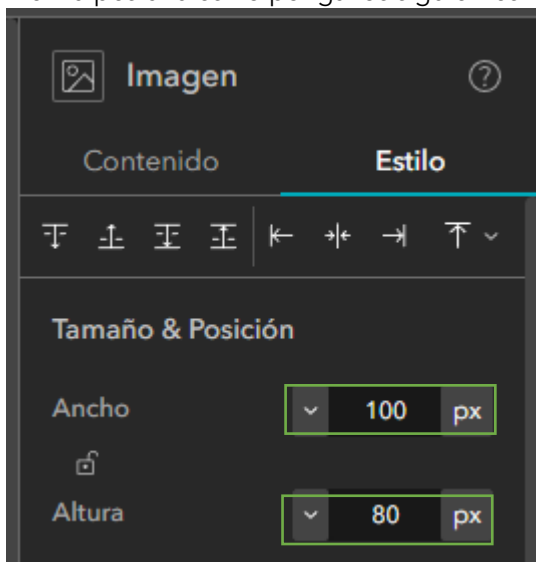 Imagen
Contenido Estilo
Tamaño & Posición
Ancho 100 px
Altura 80 px